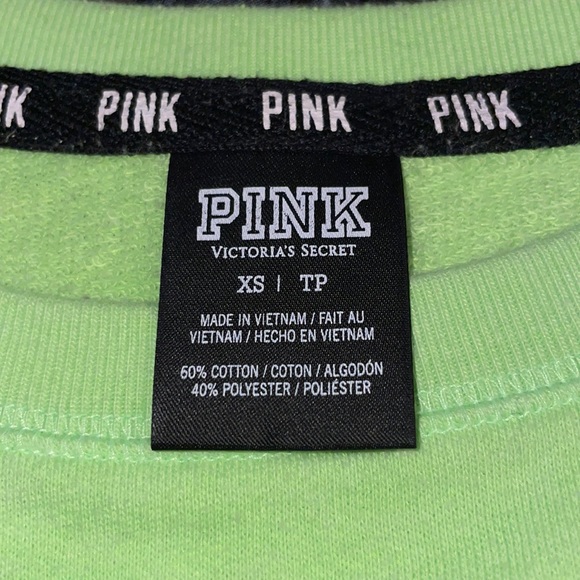 PINK PINK PINK
PINK
VICTORIA'S SECRET
XS | TP
MADE IN VIETNAM / FAIT AU
VIETNAM / HECHO EN VIETNAM
60% COTTON / COTON / ALGODÓN
40% POLYESTER / POLIÉSTER